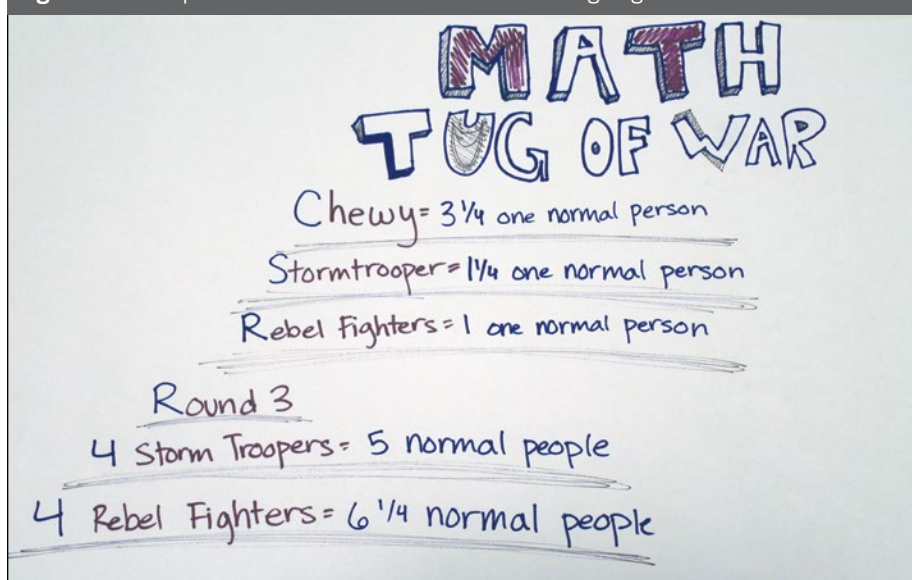 MATH
TUG OF WAR
Chewy= 3 1/4 one normal person
Stormtrooper= 1 1/4 one normal person
Rebel Fighters= 1 one normal person
Round 3
4 Storm Troopers= 5 normal people
4 Rebel Fighters= 6 1/4 normal people